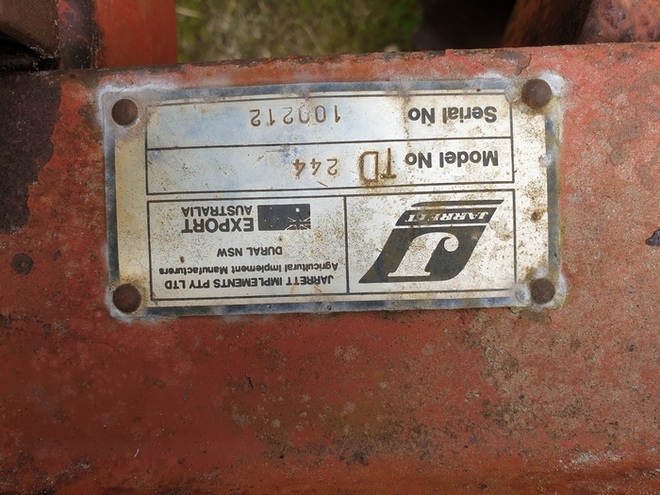 JARRETT
JARRETT IMPLEMENTS PTY LTD
Agricultural Implement Manufacturers
DURAL NSW
EXPORT
AUSTRALIA
Model No TD 244
Serial No 100212